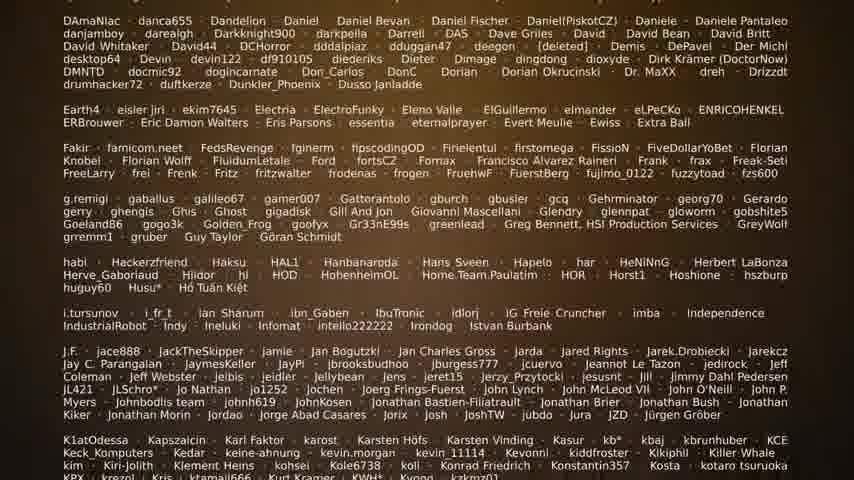 DAmaNiac · danca655 · Dandelion · Daniel · Daniel Bevan · Daniel Fischer · Daniel(PiskotCZ) · Daniele · Daniele Pantaleo
danjamboy · darealgh · Darkknight900 · darkpella · Darrell · DAS · Dave Griles · David · David Bean · David Britt ·
David Whitaker · David44 · DCHorror · dddalpiaz · dduggan47 · deegon · [deleted] · Demis · DePavel · Der Michl
desktop64 · Devin · devin122 · df910105 · diederiks · Dieter · Dimage · dingdong · dioxyde · Dirk Krämer (DoctorNow)
DMNTD · docmic92 · dogincarnate · Don_Carlos · DonC · Dorian · Dorian Okrucinski · Dr. MaXX · dreh · Drizzdt
drumhacker72 · duftkerze · Dunkler_Phoenix · Dusso Janladde
Earth4 · eisler jiri · ekim7645 · Electria · ElectroFunky · Eleno Valle · ElGuillermo · elmander · eLPeCKo · ENRICOHENKEL
ERBrouwer · Eric Damon Walters · Eris Parsons · essentia · eternalprayer · Evert Meulie · Ewiss · Extra Ball
Fakir · famicom.neet · FedsRevenge · fginerm · fipscodingOD · Firielentul · firstomega · FissioN · FiveDollarYoBet · Florian
Knobel · Florian Wolff · FluidumLetale · Ford · fortsCZ · Fornax · Francisco Alvarez Raineri · Frank · frax · Freak-Seti
FreeLarry · frei · Frenk · Fritz · fritzwalter · frodenas · frogen · FruehwF · FuerstBerg · fujimo_0122 · fuzzytoad · fzs600
g.remigi · gaballus · galileo67 · gamer007 · Gattorantolo · gburch · gbusler · gcq · Gehrminator · georg70 · Gerardo
gerry · ghengis · Ghis · Ghost · gigadisk · Gill And Jon · Giovanni Mascellani · Glendry · glennpat · gloworm · gobshite5
Goeland86 · gogo3k · Golden_Frog · goofyx · Gr33nE99s · greenlead · Greg Bennett, HSI Production Services · GreyWolf
grremm1 · gruber · Guy Taylor · Göran Schmidt
habi · Hackerzfriend · Haksu · HAL1 · Hanbanaroda · Hans Sveen · Hapelo · har · HeNiNnG · Herbert LaBonza
Herve_Gaboriaud · Hiidor · hl · HOD · HohenheimOL · Home.Team.Paulatim · HOR · Horst1 · Hoshione · hszburp
huguy60 · Husu* · Hồ Tuấn Kiệt
i.tursunov · i_fr_t · Ian Sharum · ibn_Gaben · IbuTronic · idlorj · IG Freie Cruncher · imba · Independence ·
IndustrialRobot · Indy · Ineluki · Infomat · intello222222 · Irondog · Istvan Burbank
J.F. · jace888 · JackTheSkipper · jamie · Jan Bogutzki · Jan Charles Gross · jarda · Jared Rights · Jarek.Drobiecki · Jarekcz
Jay C. Parangalan · JaymesKeller · JayPi · jbrooksbudhoo · Jburgess777 · jcuervo · Jeannot Le Tazon · jedirock · Jeff
Coleman · Jeff Webster · jeibis · jeidler · Jellybean · Jens · jeret15 · Jerzy_Przytocki · jesusnt · Jill · Jimmy Dahl Pedersen
JL421 · JLSchro* · Jo Nathan · jo1252 · Jochen · Joerg Frings-Fuerst · John Lynch · John McLeod VII · John O'Neill · John P.
Myers · Johnbodlis team · johnh619 · JohnKosen · Jonathan Bastien-Filiatrault · Jonathan Brier · Jonathan Bush · Jonathan
Kiker · Jonathan Morin · Jordao · Jorge Abad Casares · Jorix · Josh · JoshTW · jubdo · Jura · JZD · Jürgen Gröber
K1atOdessa · Kapszaicin · Karl Faktor · karost · Karsten Höfs · Karsten Vinding · Kasur · kb* · kbaj · kbrunhuber · KCE
Keck_Komputers · Kedar · keine-ahnung · kevin.morgan · kevin_11114 · Kevonni · kiddfroster · Kikiphil · Killer Whale ·
kim · Kiri-Jolith · Klement Heins · kohsei · Kole6738 · koli · Konrad Friedrich · Konstantin357 · Kosta · kotaro tsuruoka
KPX · krezol · Kris · ktamail666 · Kurt Kramer · KWH* · Kyong · kzkmz01